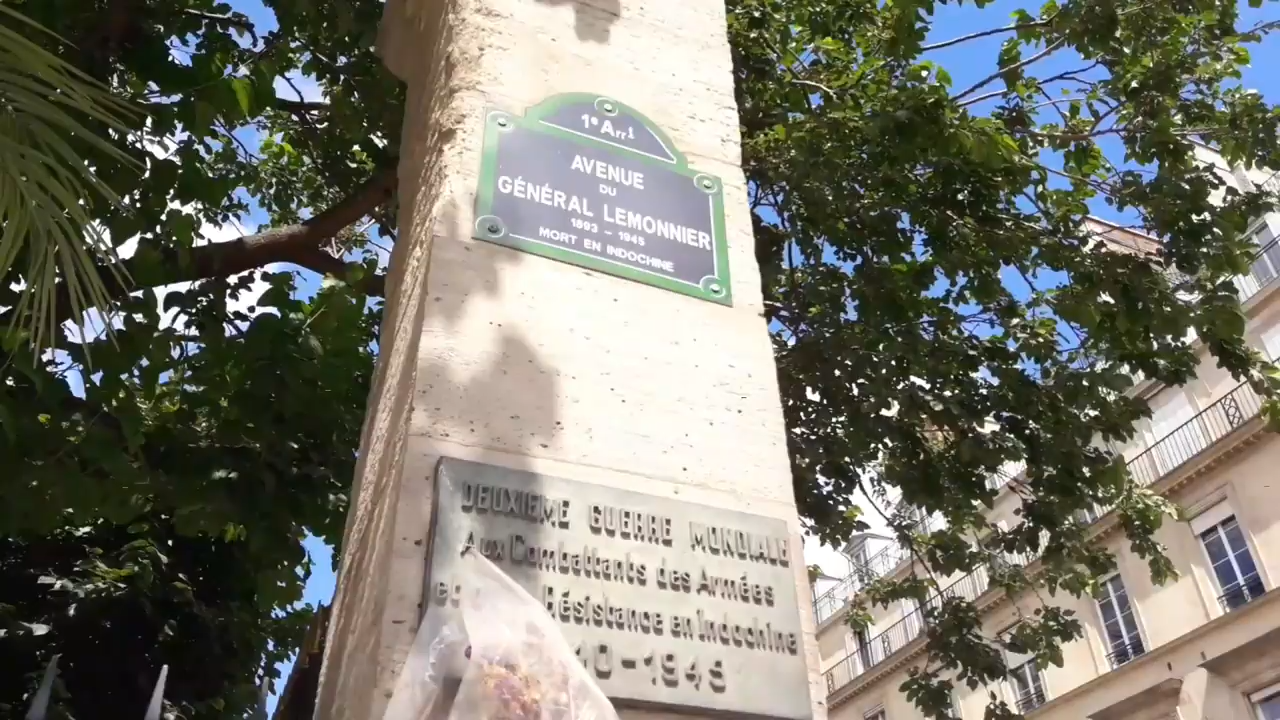 1e Arrt
AVENUE
DU
GÉNÉRAL LEMONNIER
1893 - 1945
MORT EN INDOCHINE
DEUXIEME GUERRE MONDIALE
Aux Combattants des Armées
Résistance en Indochine
-1945